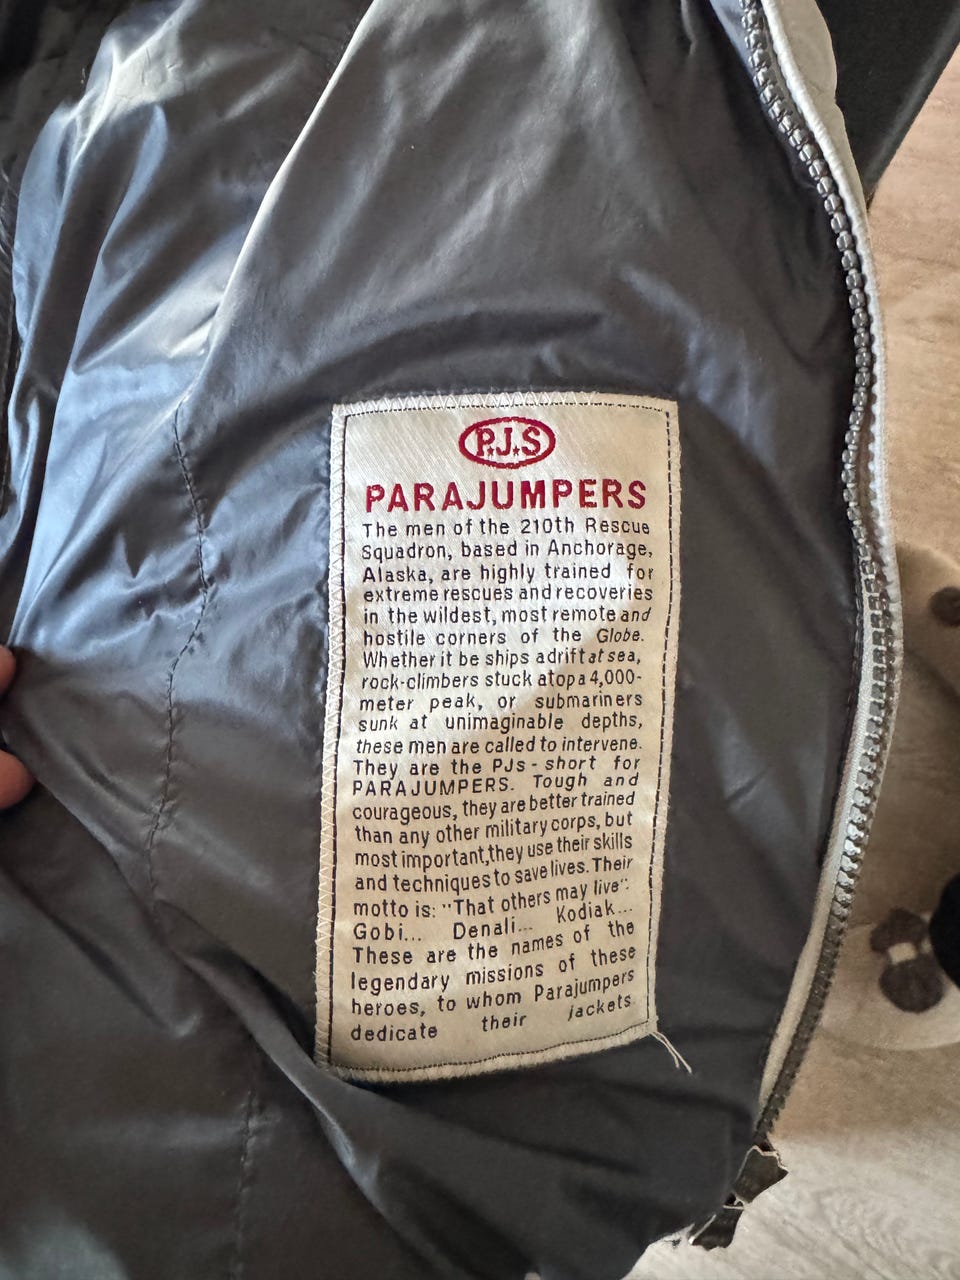 P.J.S
PARAJUMPERS
The men of the 210th Rescue
Squadron, based in Anchorage,
Alaska, are highly trained for
extreme rescues and recoveries
in the wildest, most remote and
hostile corners of the Globe.
Whether it be ships adrift at sea,
rock-climbers stuck atop a 4,000-
meter peak, or submariners
sunk at unimaginable depths,
these men are called to intervene.
They are the PJs - short for
PARAJUMPERS. Tough and
courageous, they are better trained
than any other military corps, but
most important,they use their skills
and techniques to save lives. Their
motto is: "That others may live".
Gobi... Denali... Kodiak...
These are the names of the
legendary missions of these
heroes, to whom Parajumpers
dedicate their jackets.